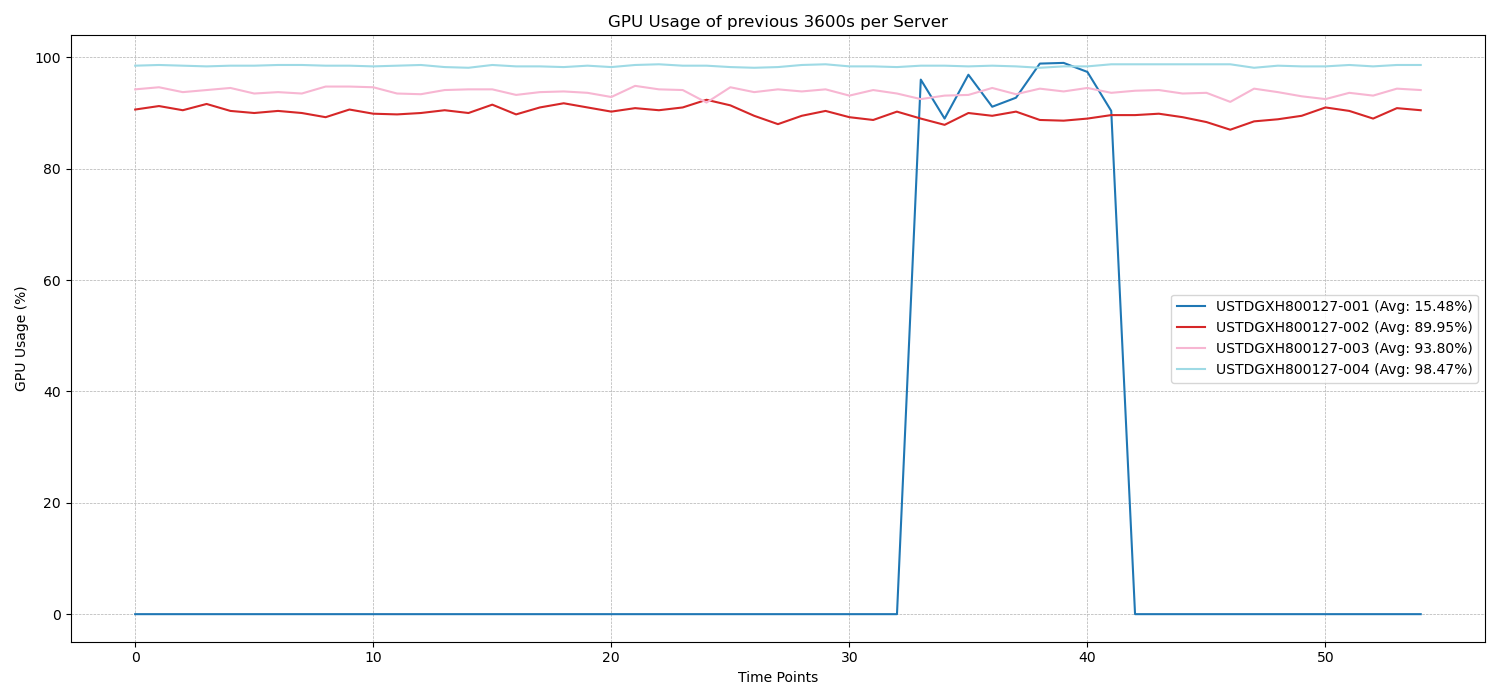 GPU Usage of previous 3600s per Server
GPU Usage (%)
100
80
60
40
20
0
USTDGXH800127-001 (Avg: 15.48%)
USTDGXH800127-002 (Avg: 89.95%)
USTDGXH800127-003 (Avg: 93.80%)
USTDGXH800127-004 (Avg: 98.47%)
0 10 20 30 40 50
Time Points